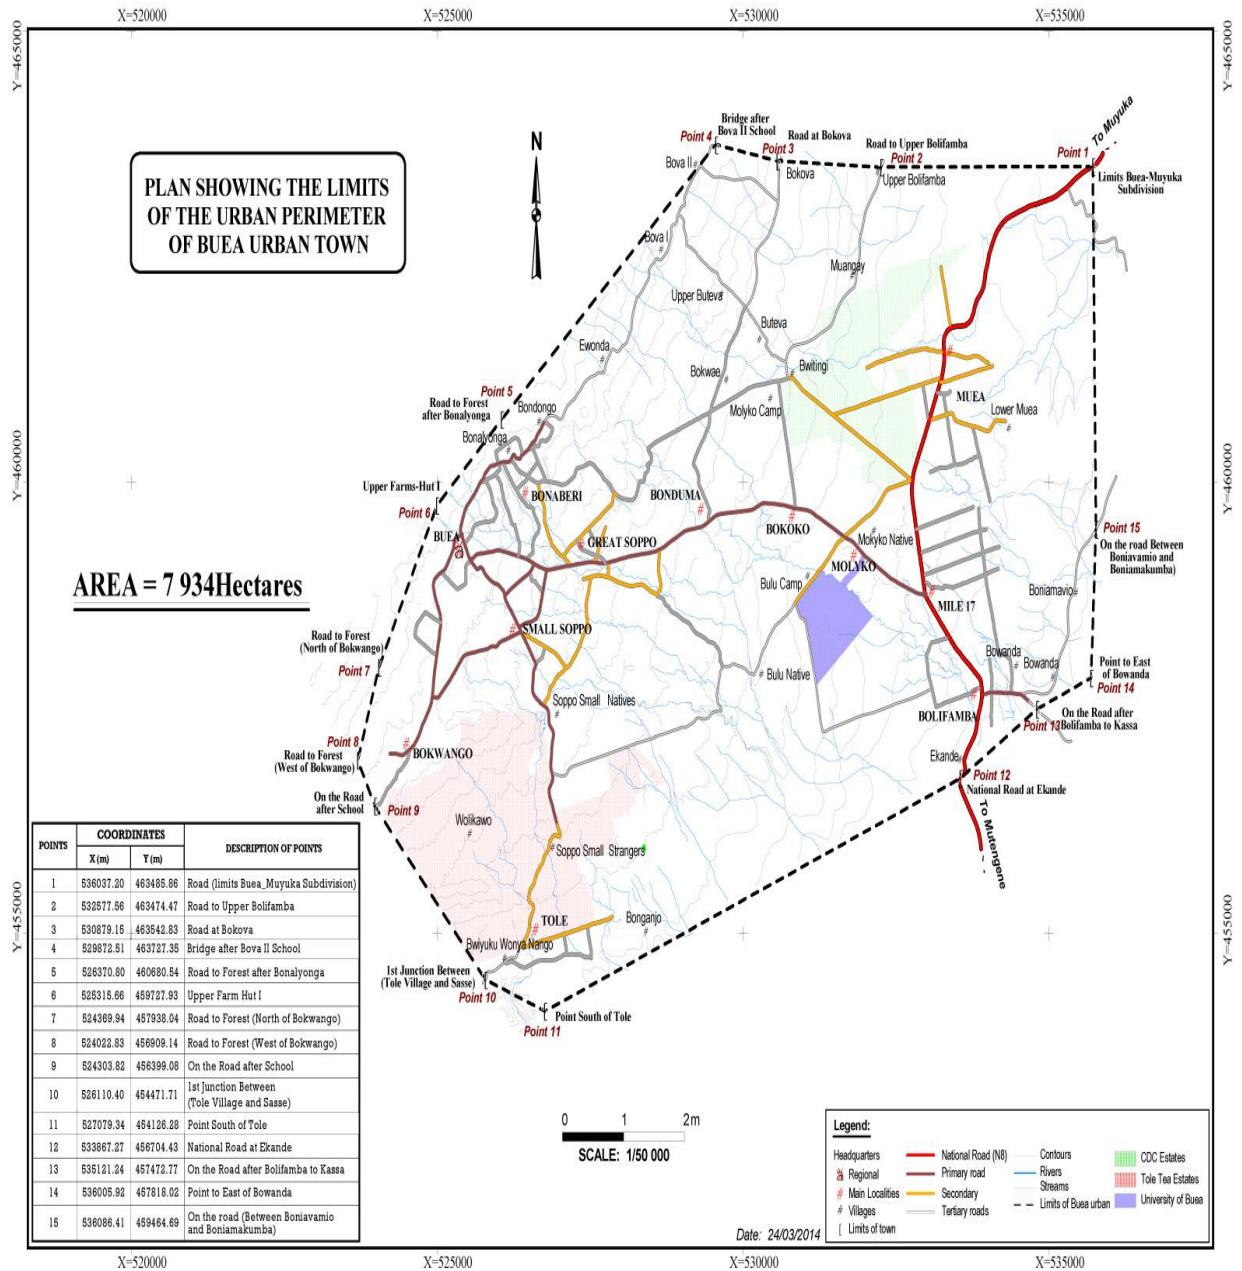 X=520000
X=525000
X=530000
X=535000
Y=465000
Y=465000
To Muyuka
Bridge after
Bova II School
Point 4
Road at Bokova
Point 3
Road to Upper Bolifamba
Point 2
Point 1
Limits Buea-Muyuka
Subdivision
N
PLAN SHOWING THE LIMITS
OF THE URBAN PERIMETER
OF BUEA URBAN TOWN
Bova II
Bokova
Upper Bolifamba
Bova I
Muangay
Upper Buteva
Buteva
Ewonda
Bokwae
Bwitingi
Molyko Camp
MUEA
Lower Muea
Point 5
Road to Forest
after Bonalyonga
Bondongo
Bonalyonga
Y=460000
Y=460000
Upper Farms-Hut I
Point 6
BONABERI
BONDUMA
BOKOKO
BUEA
GREAT SOPPO
Mokyko Native
MOLYKO
Point 15
On the road Between
Boniavamio and
Boniamakumba)
AREA = 7 934Hectares
Bulu Camp
Boniamavio
MILE 17
SMALL SOPPO
Road to Forest
(North of Bokwango)
Point 7
Bowanda
Bowanda
Bulu Native
Point to East
of Bowanda
Point 14
Soppo Small Natives
BOLIFAMBA
Point 13
On the Road after
Bolifamba to Kassa
Point 8
Road to Forest
(West of Bokwango)
BOKWANGO
Ekande
Point 12
National Road at Ekande
On the Road
after School
Point 9
To Mutengene
Wolikawo
Soppo Small Strangers
TOLE
Bonganjo
Bwiyuku Wonya Nango
Y=455000
Y=455000
1st Junction Between
(Tole Village and Sasse)
Point 10
Point South of Tole
Point 11
POINTS COORDINATES DESCRIPTION OF POINTS
X (m) Y (m)
1 536037.20 463485.86 Road (limits Buea_Muyuka Subdivision)
2 532577.56 463474.47 Road to Upper Bolifamba
3 530879.15 463542.83 Road at Bokova
4 529872.51 463727.35 Bridge after Bova II School
5 526370.80 460680.54 Road to Forest after Bonalyonga
6 525315.66 459727.93 Upper Farm Hut I
7 524369.94 457938.04 Road to Forest (North of Bokwango)
8 524022.83 456909.14 Road to Forest (West of Bokwango)
9 524303.82 456399.08 On the Road after School
10 526110.40 454471.71 1st Junction Between
(Tole Village and Sasse)
11 527079.34 454126.28 Point South of Tole
12 533867.27 456704.43 National Road at Ekande
13 535121.24 457472.77 On the Road after Bolifamba to Kassa
14 536005.92 457818.02 Point to East of Bowanda
15 536086.41 459464.69 On the road (Between Boniavamio
and Boniamakumba)
0 1 2m
SCALE: 1/50 000
Legend:
Headquarters
Regional
Main Localities
Villages
Limits of town
National Road (N8)
Primary road
Secondary
Tertiary roads
Contours
Rivers
Streams
Limits of Buea urban
CDC Estates
Tole Tea Estates
University of Buea
Date: 24/03/2014
X=520000
X=525000
X=530000
X=535000